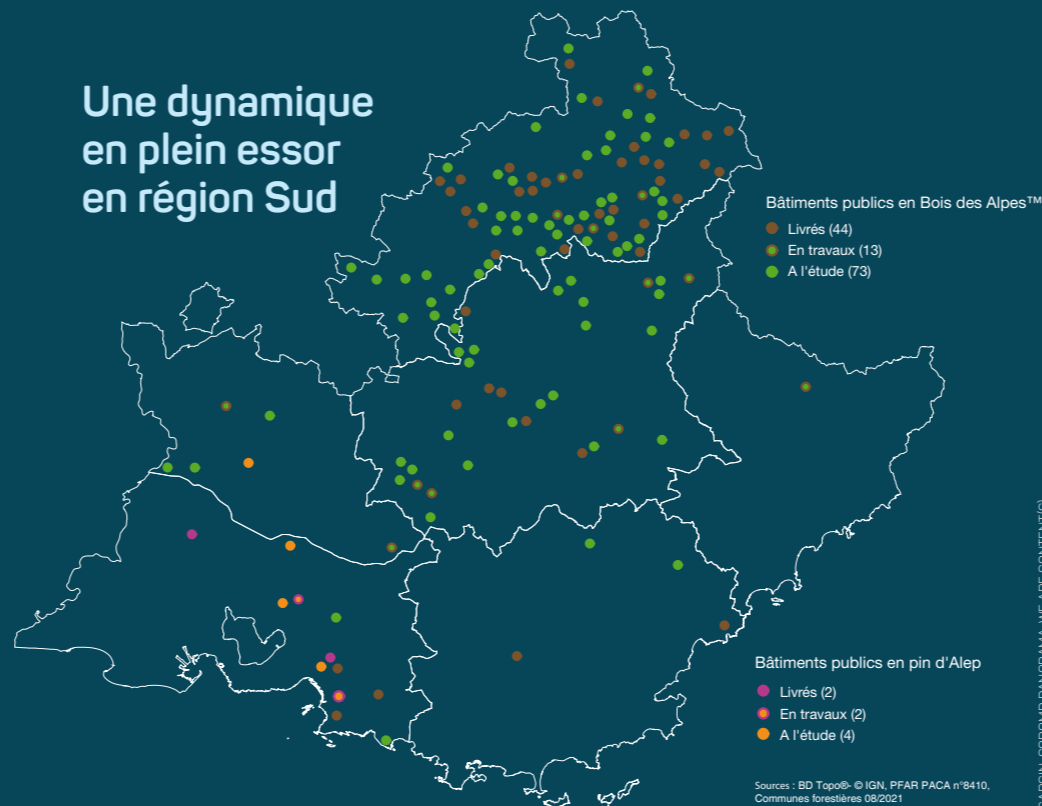 Une dynamique
en plein essor
en région Sud
Bâtiments publics en Bois des Alpes™
Livrés (44)
En travaux (13)
A l'étude (73)
Bâtiments publics en pin d'Alep
Livrés (2)
En travaux (2)
A l'étude (4)
Sources : BD Topo®- © IGN, PFAR PACA n°8410,
Communes forestières 08/2021